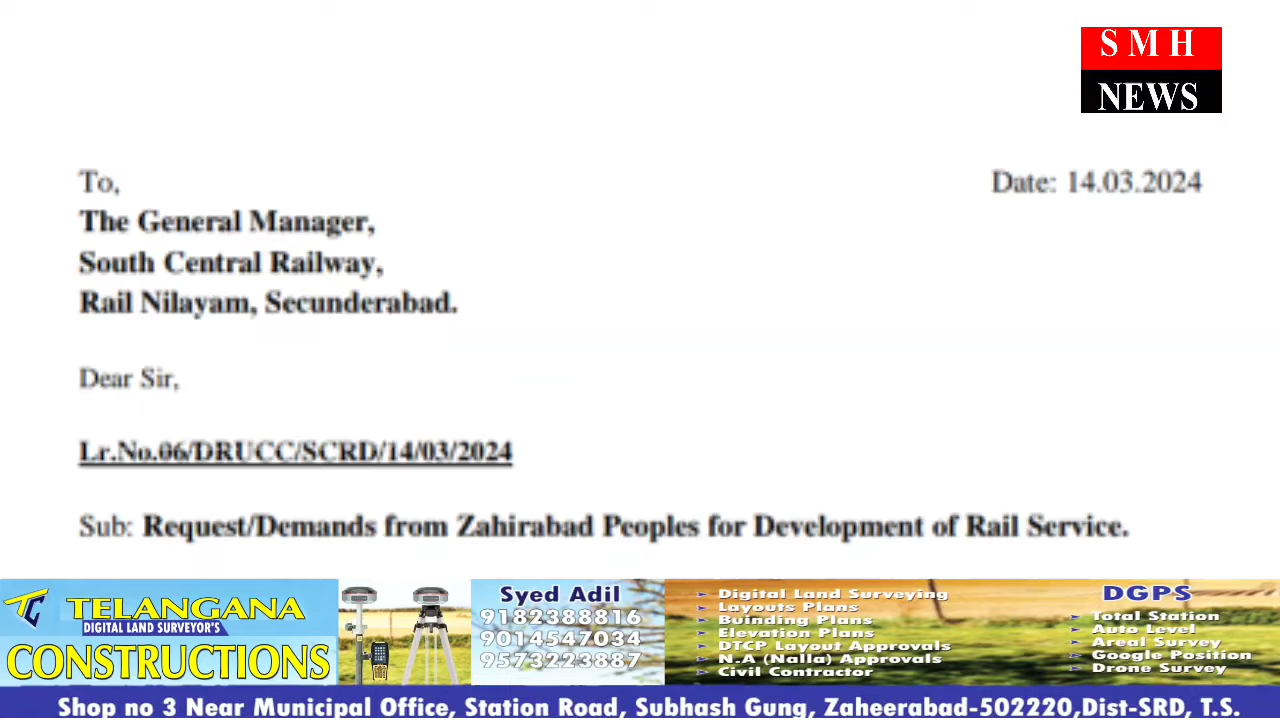 S M H
NEWS
To,
Date: 14.03.2024
The General Manager,
South Central Railway,
Rail Nilayam, Secunderabad.
Dear Sir,
Lr.No.06/DRUCC/SCRD/14/03/2024
Sub: Request/Demands from Zahirabad Peoples for Development of Rail Service.
TC
TELANGANA
DIGITAL LAND SURVEYOR'S
CONSTRUCTIONS
Syed Adil
9182388816
9014547034
9573223887
Digital Land Surveying
Layouts Plans
Buinding Plans
Elevation Plans
DTCP Layout Approvals
N.A (Nalla) Approvals
Civil Contractor
DGPS
Total Station
Auto Level
Areal Survey
Google Position
Drone Survey
Shop no 3 Near Municipal Office, Station Road, Subhash Gung, Zaheerabad-502220,Dist-SRD, T.S.